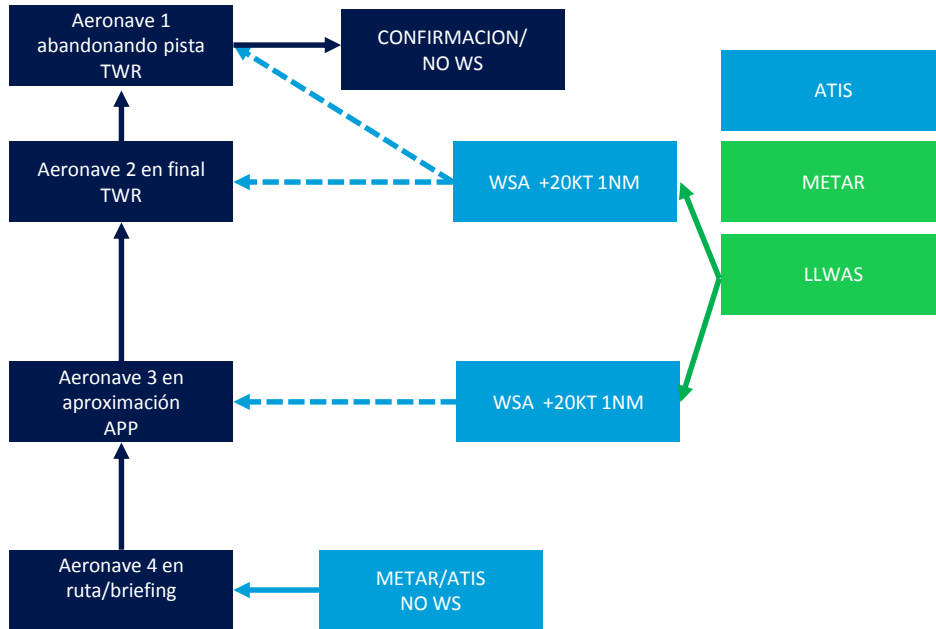 Aeronave 1
abandonando pista
TWR
CONFIRMACION/
NO WS
ATIS
Aeronave 2 en final
TWR
WSA  +20KT 1NM
METAR
LLWAS
Aeronave 3 en
aproximación
APP
WSA  +20KT 1NM
Aeronave 4 en
ruta/briefing
METAR/ATIS
NO WS